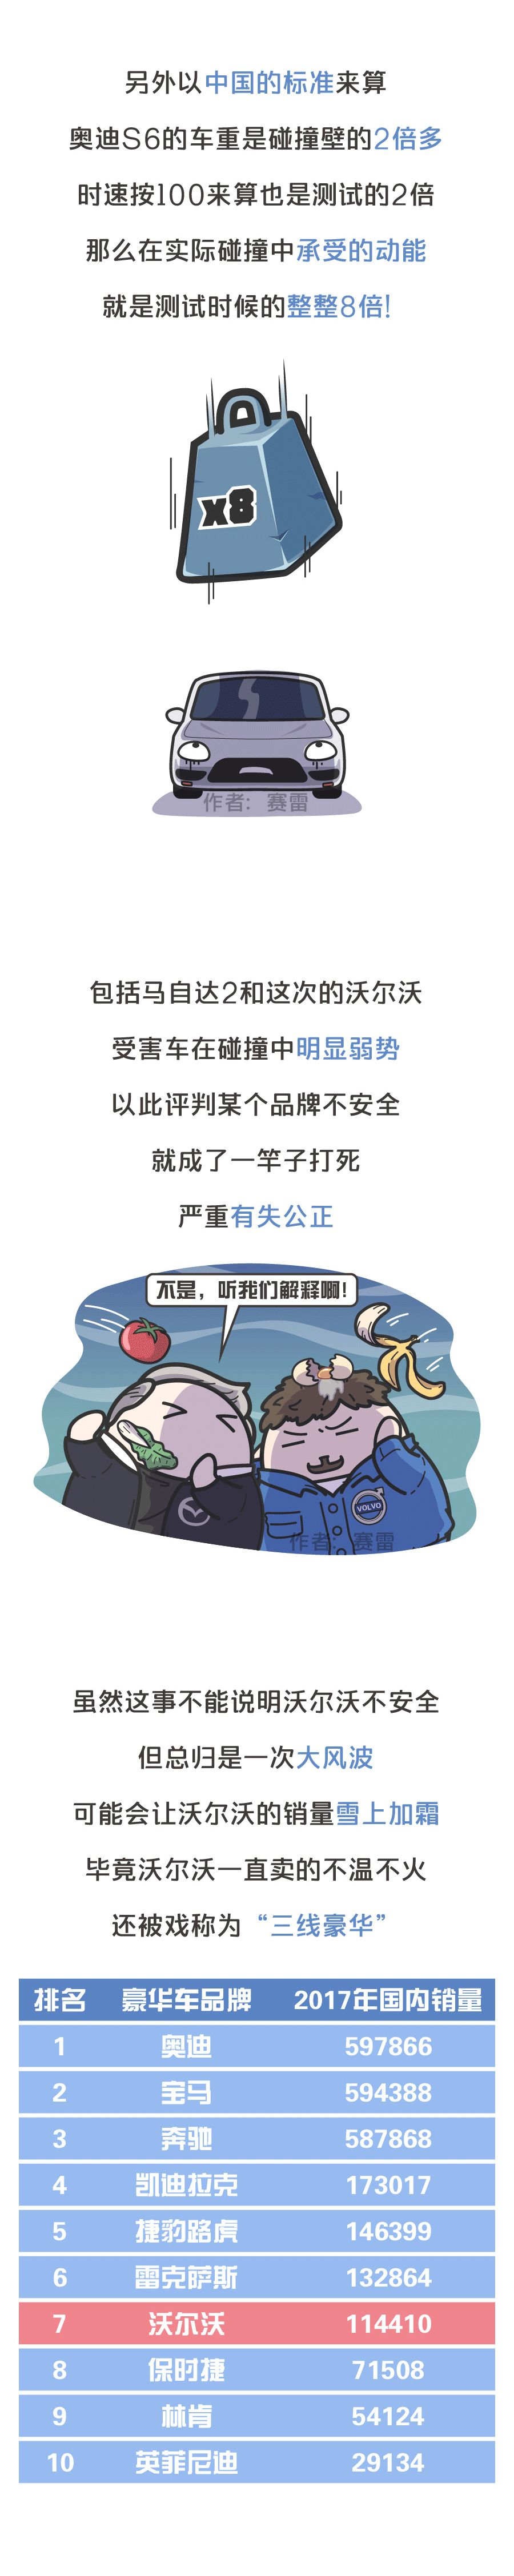 另外以中国的标准来算
奥迪S6的车重是碰撞壁的2倍多
时速按100来算也是测试的2倍
那么在实际碰撞中承受的动能
就是测试时候的整整8倍!
x8
作者: 赛雷
包括马自达2和这次的沃尔沃
受害车在碰撞中明显弱势
以此评判某个品牌不安全
就成了一竿子打死
严重有失公正
不是，听我们解释啊!
VOLVO
作者: 赛雷
虽然这事不能说明沃尔沃不安全
但总归是一次大风波
可能会让沃尔沃的销量雪上加霜
毕竟沃尔沃一直卖的不温不火
还被戏称为“三线豪华”
排名 豪华车品牌 2017年国内销量
1 奥迪 597866
2 宝马 594388
3 奔驰 587868
4 凯迪拉克 173017
5 捷豹路虎 146399
6 雷克萨斯 132864
7 沃尔沃 114410
8 保时捷 71508
9 林肯 54124
10 英菲尼迪 29134